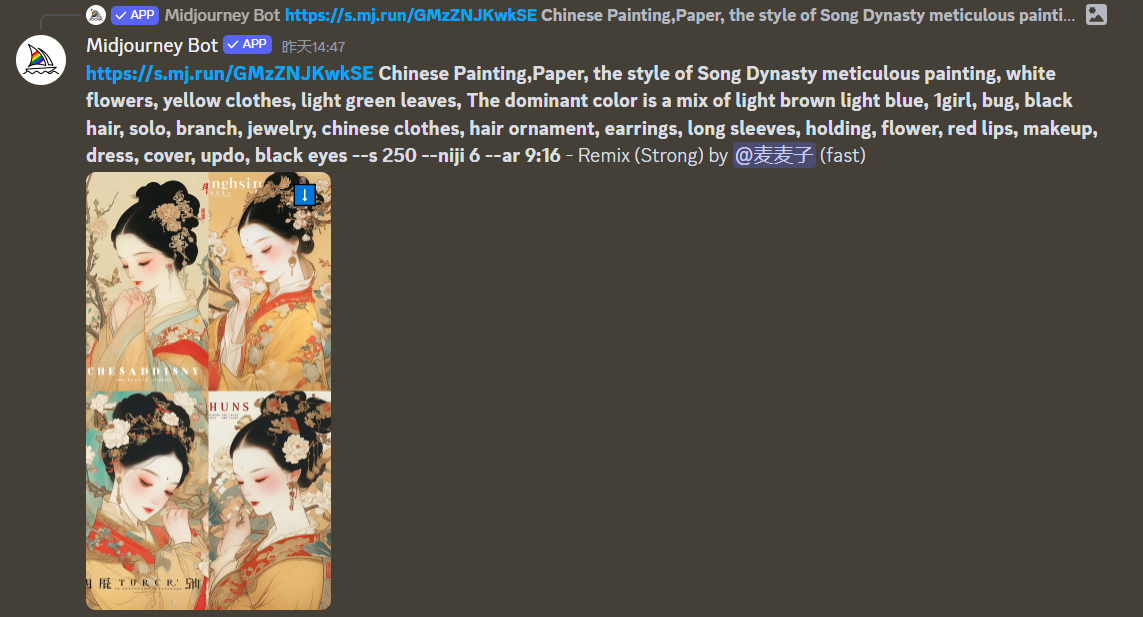 APP Midjourney Bot https://s.mj.run/GMzZNJKwkSE Chinese Painting,Paper, the style of Song Dynasty meticulous painti...
Midjourney Bot APP 昨天14:47
https://s.mj.run/GMzZNJKwkSE Chinese Painting,Paper, the style of Song Dynasty meticulous painting, white
flowers, yellow clothes, light green leaves, The dominant color is a mix of light brown light blue, 1girl, bug, black
hair, solo, branch, jewelry, chinese clothes, hair ornament, earrings, long sleeves, holding, flower, red lips, makeup,
dress, cover, updo, black eyes --s 250 --niji 6 --ar 9:16 - Remix (Strong) by @麦麦子 (fast)
nghsin
CHESADDISNY
HUNS
TURCR'